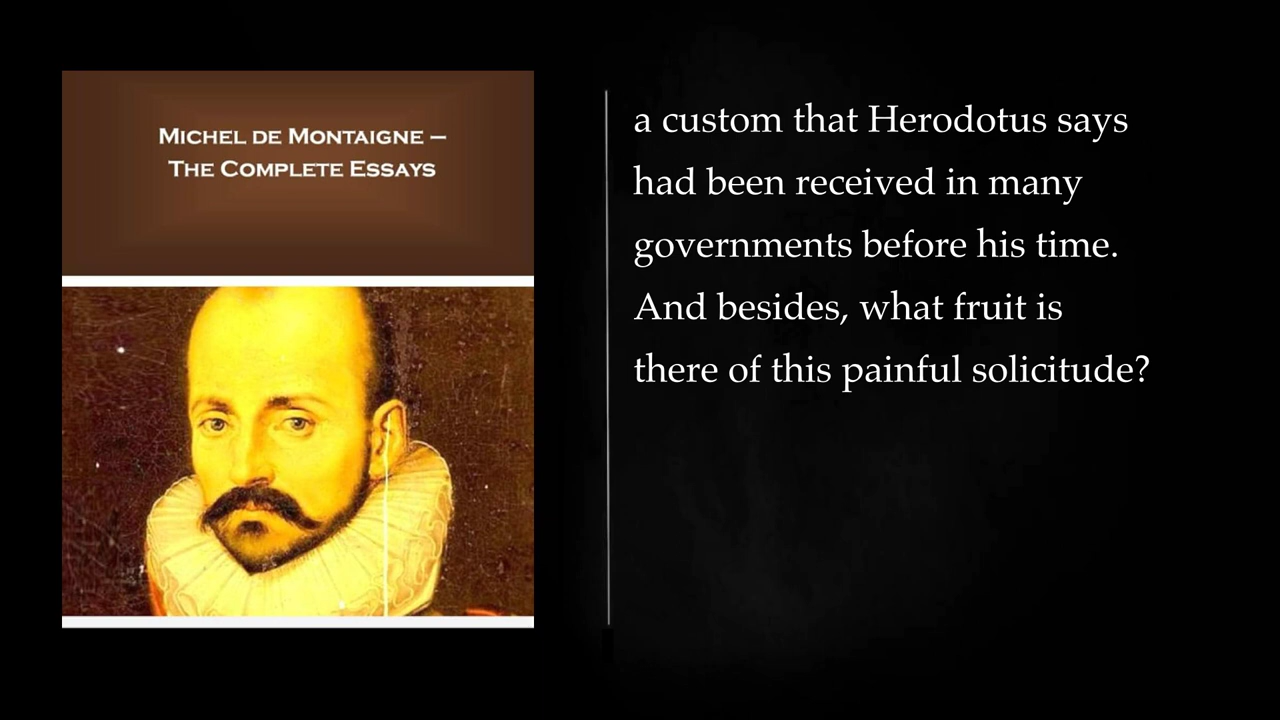 MICHEL DE MONTAIGNE –
THE COMPLETE ESSAYS
a custom that Herodotus says
had been received in many
governments before his time.
And besides, what fruit is
there of this painful solicitude?